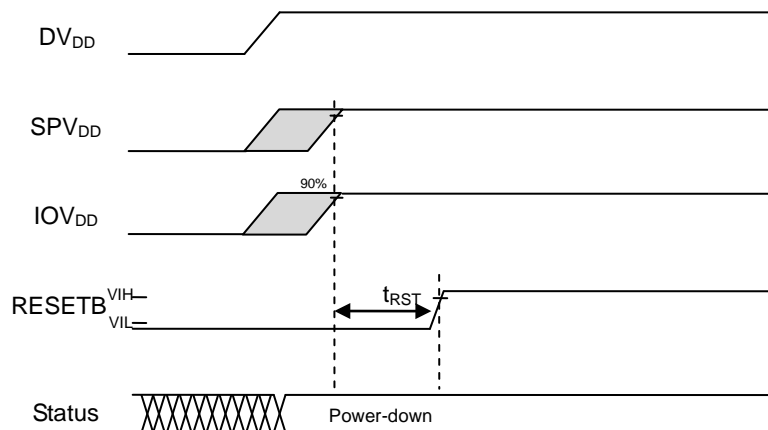 DVDD
SPVDD
90%
IOVDD
tRST
RESETB VIH
VIL
Status Power-down